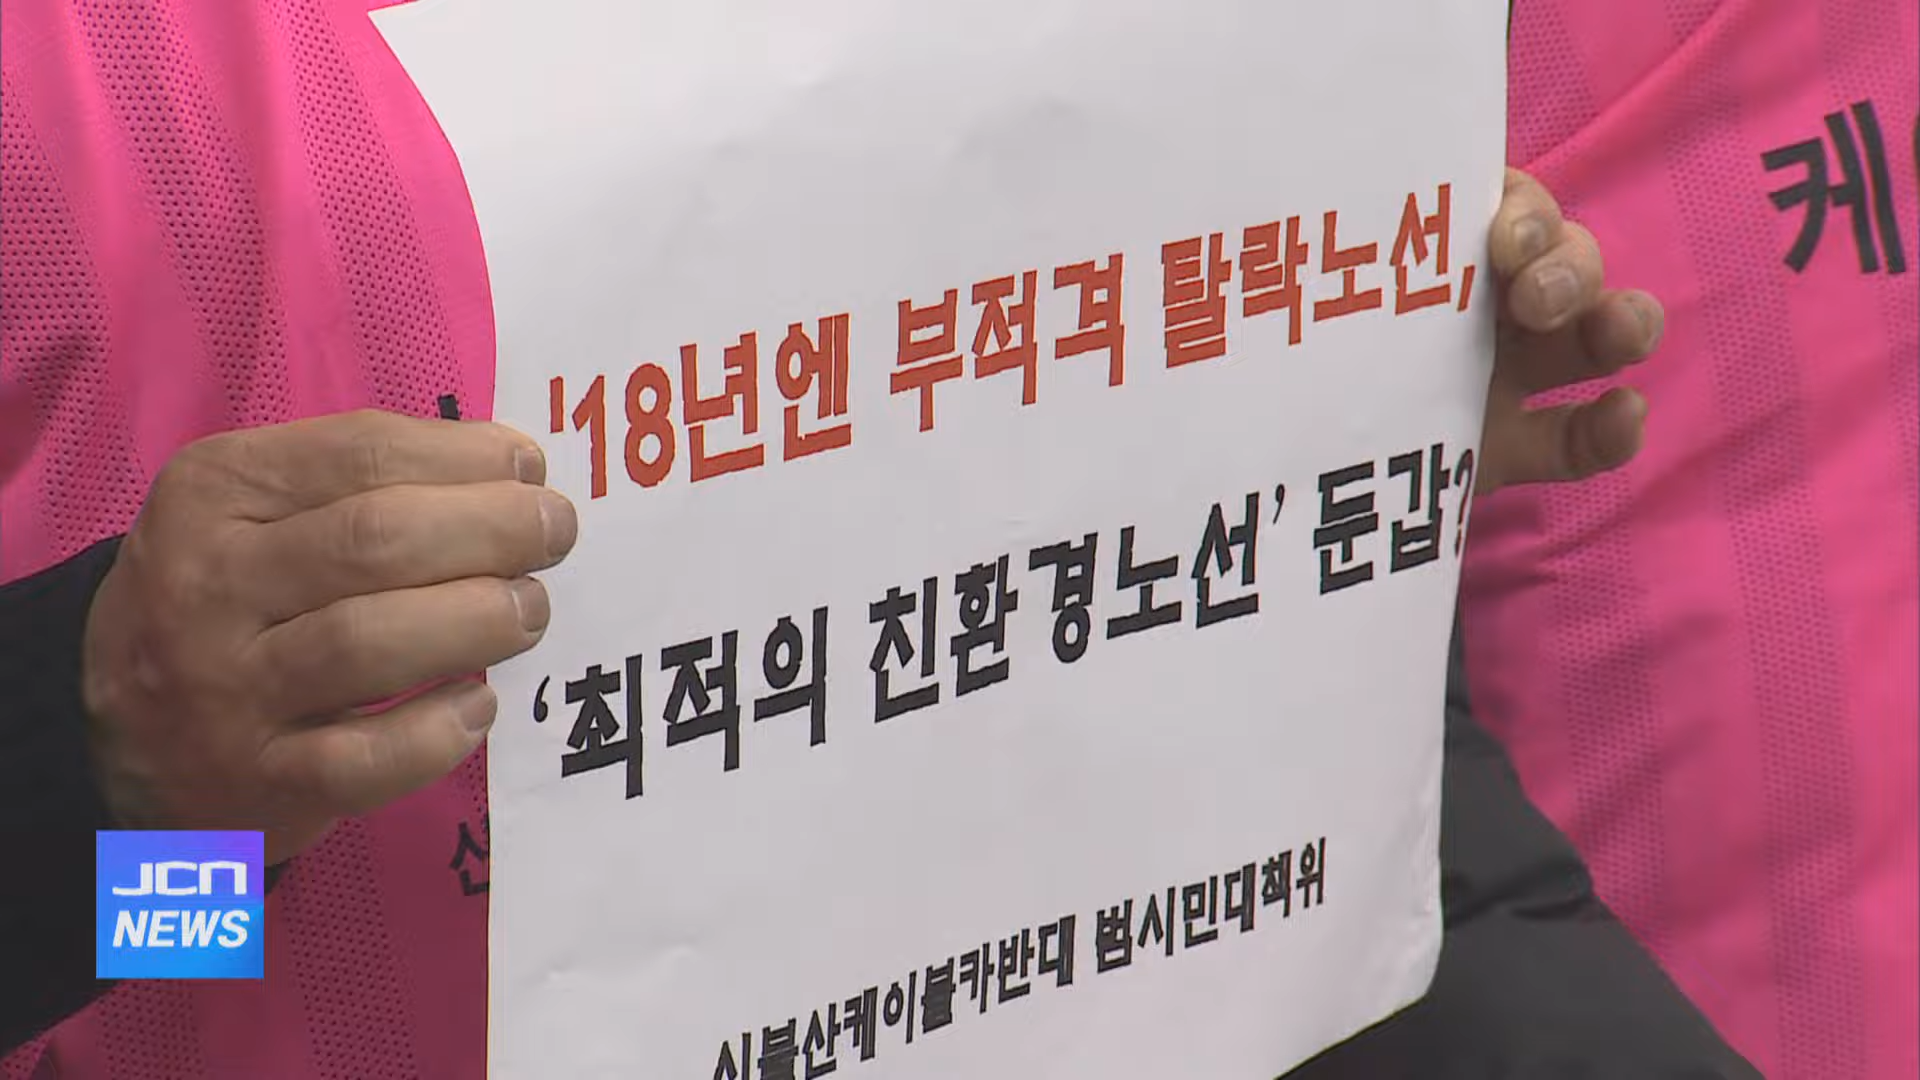 '18년엔 부적격 탈락노선,
‘최적의 친환경노선’ 둔갑?
신불산케이블카반대 범시민대책위
케
JCN
NEWS